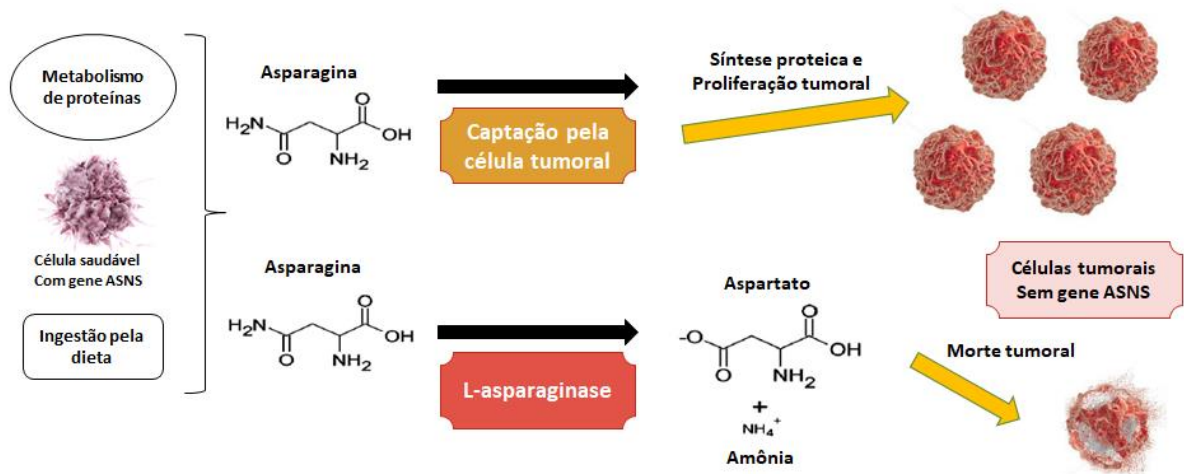 Metabolismo
de proteínas
Célula saudável
Com gene ASNS
Ingestão pela
dieta
Asparagina
H₂N
O
NH₂
O
OH
Captação pela
célula tumoral
Síntese proteica e
Proliferação tumoral
Asparagina
H₂N
O
NH₂
O
OH
L-asparaginase
Aspartato
-O
O
NH₂
O
OH
+
NH₄⁺
Amônia
Células tumorais
Sem gene ASNS
Morte tumoral